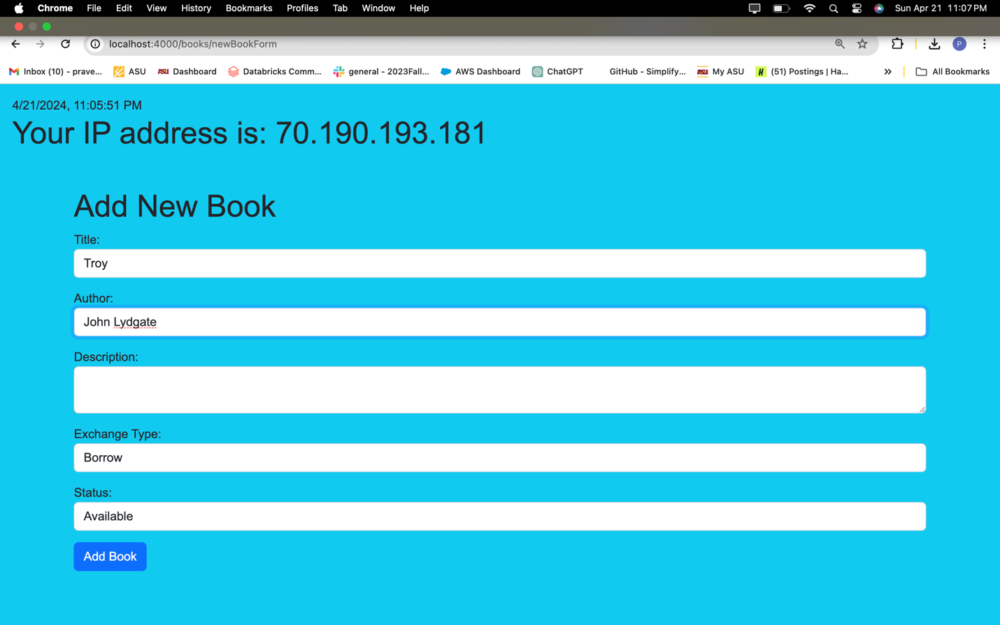 Chrome File Edit View History Bookmarks Profiles Tab Window Help Sun Apr 21 11:07 PM
localhost:4000/books/newBookForm P
Inbox (10) - prave... ASU ASU Dashboard Databricks Comm... general - 2023Fall... AWS Dashboard ChatGPT GitHub - Simplify... ASU My ASU H (51) Postings | Ha... » All Bookmarks
4/21/2024, 11:05:51 PM
Your IP address is: 70.190.193.181
Add New Book
Title:
Troy
Author:
John Lydgate
Description:
Exchange Type:
Borrow
Status:
Available
Add Book